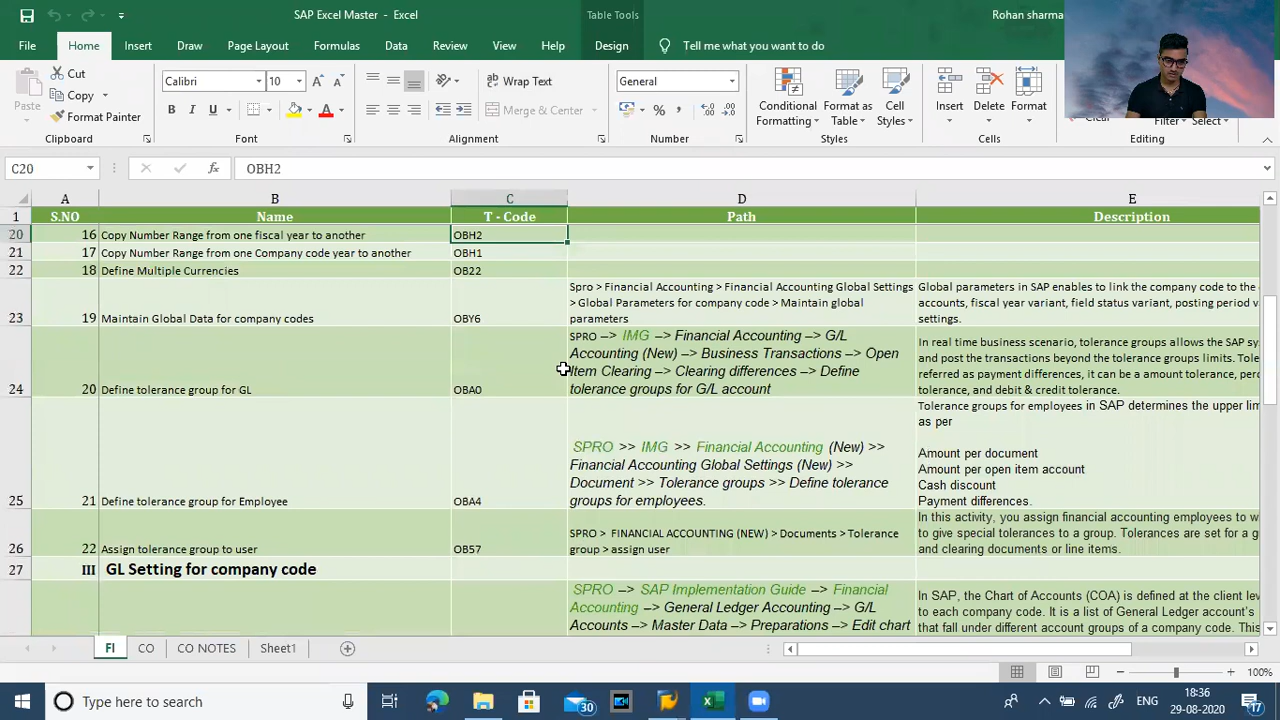 SAP Excel Master - Excel
Table Tools
Rohan sharma
File Home Insert Draw Page Layout Formulas Data Review View Help Design Tell me what you want to do
Paste
Cut
Copy
Format Painter
Clipboard
Calibri 10
B I U
Font
Wrap Text
Merge & Center
Alignment
General
Number
Conditional Formatting
Format as Table
Cell Styles
Styles
Insert Delete Format
Cells
Clear
Filter Select
Editing
C20 fx OBH2
A B C D E
1 S.NO Name T - Code Path Description
20 16 Copy Number Range from one fiscal year to another OBH2
21 17 Copy Number Range from one Company code year to another OBH1
22 18 Define Multiple Currencies OB22
Spro > Financial Accounting > Financial Accounting Global Settings
> Global Parameters for company code > Maintain global
parameters
Global parameters in SAP enables to link the company code to the
accounts, fiscal year variant, field status variant, posting period v
settings.
23 19 Maintain Global Data for company codes OBY6
SPRO –> IMG –> Financial Accounting –> G/L
Accounting (New) –> Business Transactions –> Open
Item Clearing –> Clearing differences –> Define
tolerance groups for G/L account
In real time business scenario, tolerance groups allows the SAP sy
and post the transactions beyond the tolerance groups limits. Tole
referred as payment differences, it can be a amount tolerance, perc
tolerance, and debit & credit tolerance.
24 20 Define tolerance group for GL OBA0
SPRO >> IMG >> Financial Accounting (New) >>
Financial Accounting Global Settings (New) >>
Document >> Tolerance groups >> Define tolerance
groups for employees.
Tolerance groups for employees in SAP determines the upper lim
as per
Amount per document
Amount per open item account
Cash discount
Payment differences.
25 21 Define tolerance group for Employee OBA4
SPRO > FINANCIAL ACCOUNTING (NEW) > Documents > Tolerance
group > assign user
In this activity, you assign financial accounting employees to w
to give special tolerances to a group. Tolerances are set for a g
and clearing documents or line items.
26 22 Assign tolerance group to user OB57
27 III GL Setting for company code
SPRO –> SAP Implementation Guide –> Financial
Accounting –> General Ledger Accounting –> G/L
Accounts –> Master Data –> Preparations –> Edit chart
In SAP, the Chart of Accounts (COA) is defined at the client lev
to each company code. It is a list of General Ledger account's
that fall under different account groups of a company code. This
FI CO CO NOTES Sheet1
100%
Type here to search
30
ENG
18:36
29-08-2020
17